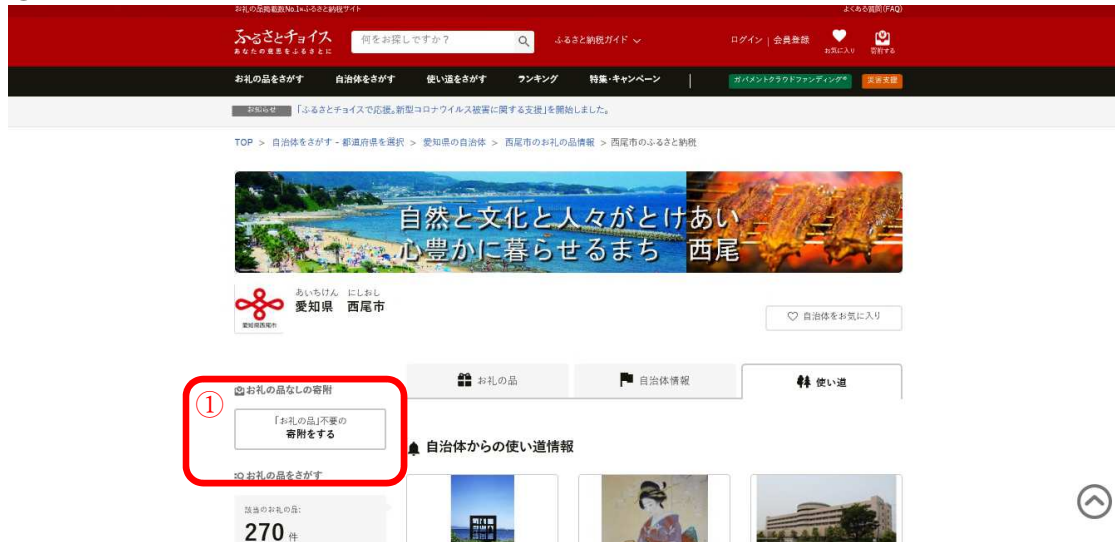 お礼の品掲載数No.1※ふるさと納税サイト
よくある質問(FAQ)
ふるさとチョイス
あなたの意思をふるさとに
何をお探しですか？
ふるさと納税ガイド
ログイン | 会員登録
お気に入り
寄附する
お礼の品をさがす
自治体をさがす
使い道をさがす
ランキング
特集・キャンペーン
ガバメントクラウドファンディング®
災害支援
お知らせ 「ふるさとチョイスで応援。新型コロナウイルス被害に関する支援」を開始しました。
TOP > 自治体をさがす - 都道府県を選択 > 愛知県の自治体 > 西尾市のお礼の品情報 > 西尾市のふるさと納税
自然と文化と人々がとけあい
心豊かに暮らせるまち 西尾
あいちけん にしおし
愛知県 西尾市
愛知県西尾市
自治体をお気に入り
お礼の品
自治体情報
使い道
①
お礼の品なしの寄附
「お礼の品」不要の
寄附をする
自治体からの使い道情報
お礼の品をさがす
該当のお礼の品:
270 件